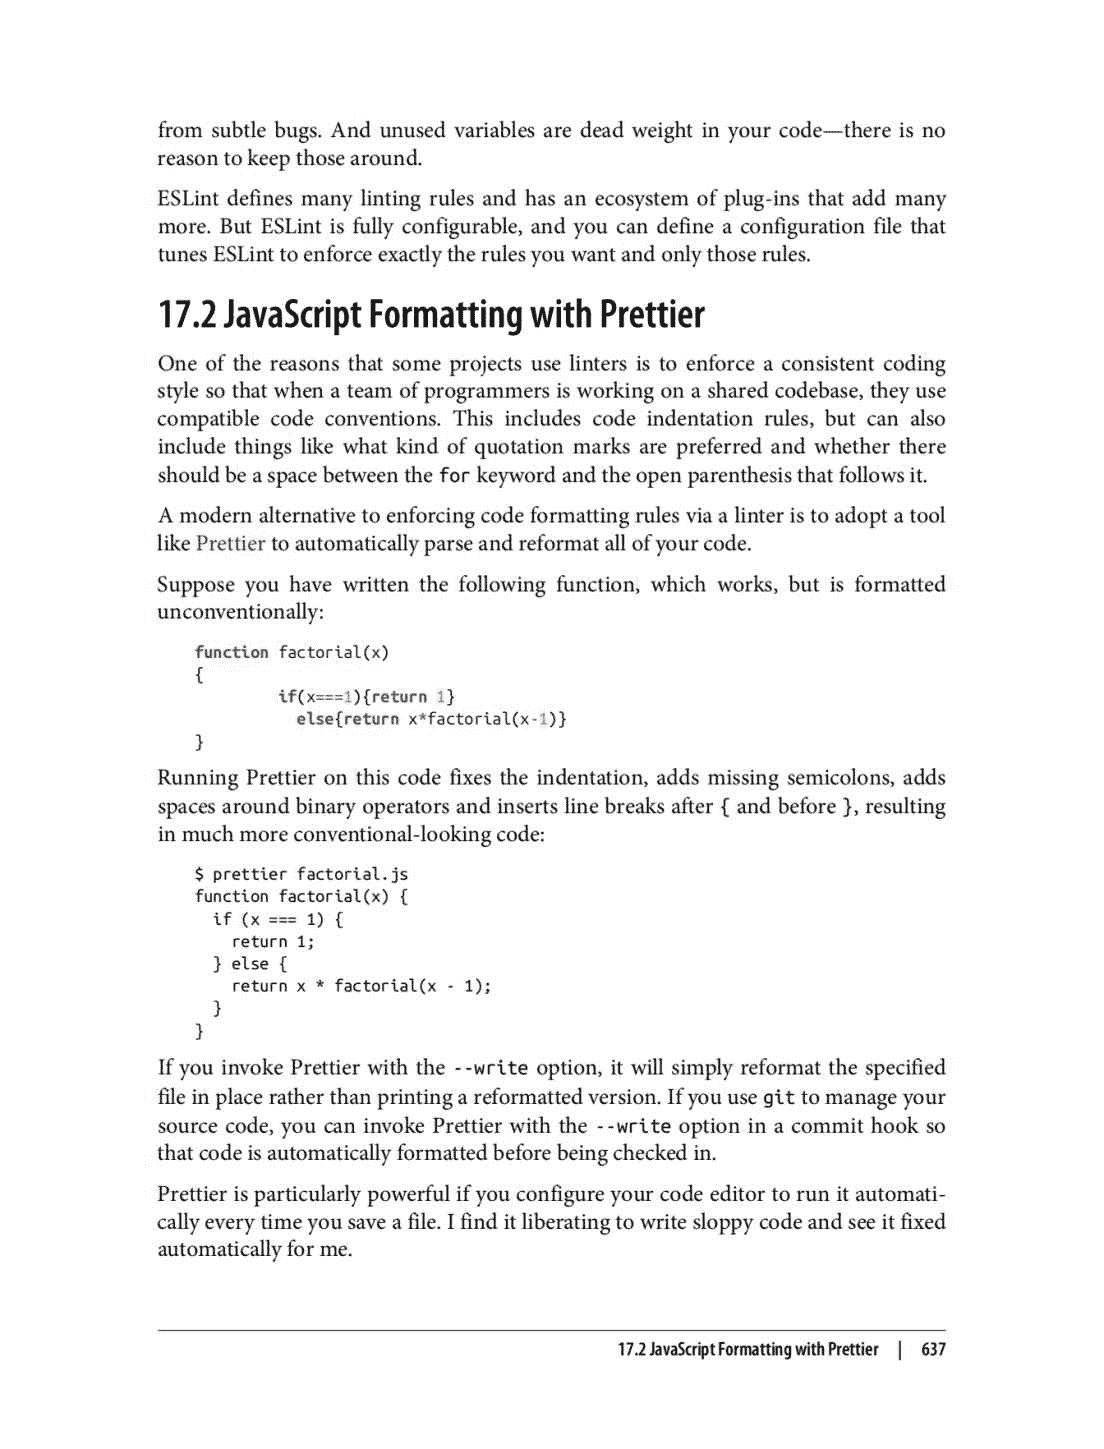 from subtle bugs. And unused variables are dead weight in your code—there is no
reason to keep those around.
ESLint defines many linting rules and has an ecosystem of plug-ins that add many
more. But ESLint is fully configurable, and you can define a configuration file that
tunes ESLint to enforce exactly the rules you want and only those rules.
17.2 JavaScript Formatting with Prettier
One of the reasons that some projects use linters is to enforce a consistent coding
style so that when a team of programmers is working on a shared codebase, they use
compatible code conventions. This includes code indentation rules, but can also
include things like what kind of quotation marks are preferred and whether there
should be a space between the for keyword and the open parenthesis that follows it.
A modern alternative to enforcing code formatting rules via a linter is to adopt a tool
like Prettier to automatically parse and reformat all of your code.
Suppose you have written the following function, which works, but is formatted
unconventionally:
function factorial(x)
{
         if(x===1){return 1}
           else{return x*factorial(x-1)}
}
Running Prettier on this code fixes the indentation, adds missing semicolons, adds
spaces around binary operators and inserts line breaks after { and before }, resulting
in much more conventional-looking code:
$ prettier factorial.js
function factorial(x) {
  if (x === 1) {
    return 1;
  } else {
    return x * factorial(x - 1);
  }
}
If you invoke Prettier with the --write option, it will simply reformat the specified
file in place rather than printing a reformatted version. If you use git to manage your
source code, you can invoke Prettier with the --write option in a commit hook so
that code is automatically formatted before being checked in.
Prettier is particularly powerful if you configure your code editor to run it automati-
cally every time you save a file. I find it liberating to write sloppy code and see it fixed
automatically for me.
17.2 JavaScript Formatting with Prettier | 637